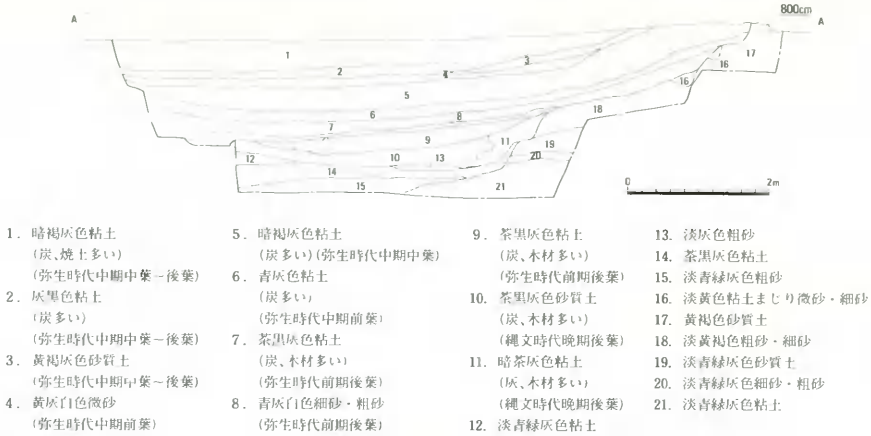 800cm
A A
1 2 3 4 5 6 7 8 9 10 11 12 13 14 15 16 16 17 18 19 20 21
0 2m
1. 暗褐灰色粘土
(炭、焼土多い)
(弥生時代中期中葉~後葉)
2. 灰黒色粘土
(炭多い)
(弥生時代中期中葉~後葉)
3. 黄褐灰色砂質土
(弥生時代中期中葉~後葉)
4. 黄灰白色微砂
(弥生時代中期前葉)
5. 暗褐灰色粘土
(炭多い)(弥生時代中期中葉)
6. 青灰色粘土
(炭多い)
(弥生時代中期前葉)
7. 茶黒灰色粘土
(炭、木材多い)
(弥生時代前期後葉)
8. 青灰白色細砂・粗砂
(弥生時代前期後葉)
9. 茶黒灰色粘土
(炭、木材多い)
(弥生時代前期後葉)
10. 茶黒灰色砂質土
(炭、木材多い)
(縄文時代晩期後葉)
11. 暗茶灰色粘土
(灰、木材多い)
(縄文時代晩期後葉)
12. 淡青緑灰色粘土
13. 淡灰色粗砂
14. 茶黒灰色粘土
15. 淡青緑灰色粗砂
16. 淡黄色粘土まじり微砂・細砂
17. 黄褐色砂質土
18. 淡黄褐色粗砂・細砂
19. 淡青緑灰色砂質土
20. 淡青緑灰色細砂・粗砂
21. 淡青緑灰色粘土